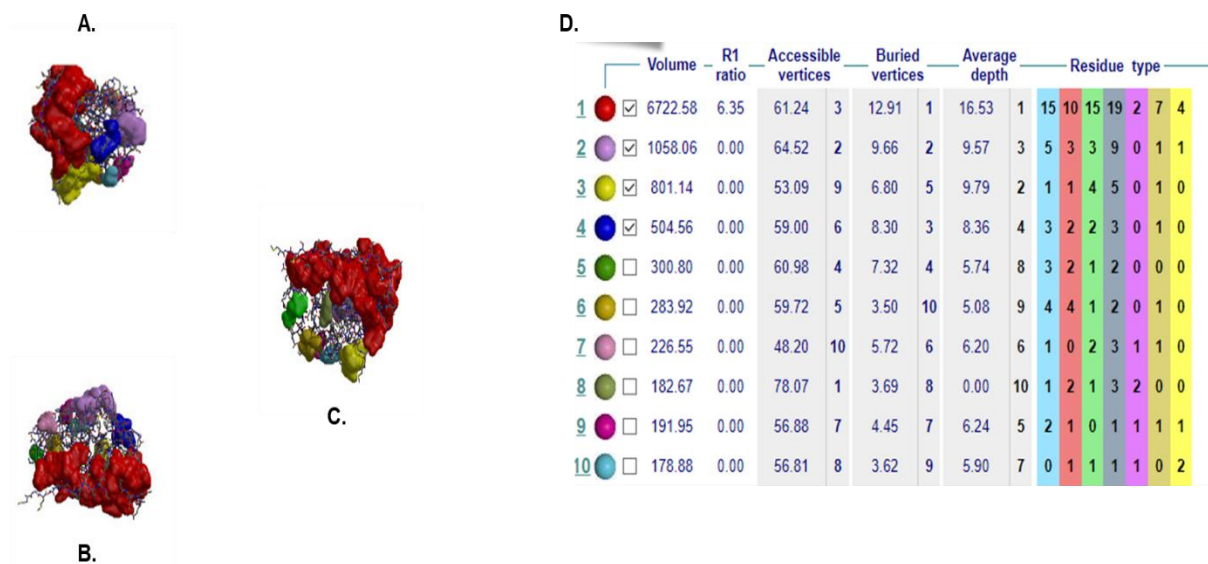 A.
B.
C.
D.
Volume R1 ratio Accessible vertices Buried vertices Average depth Residue type
1 6722.58 6.35 61.24 3 12.91 1 16.53 1 15 10 15 19 2 7 4
2 1058.06 0.00 64.52 2 9.66 2 9.57 3 5 3 3 9 0 1 1
3 801.14 0.00 53.09 9 6.80 5 9.79 2 1 1 4 5 0 1 0
4 504.56 0.00 59.00 6 8.30 3 8.36 4 3 2 2 3 0 1 0
5 300.80 0.00 60.98 4 7.32 4 5.74 8 3 2 1 2 0 0 0
6 283.92 0.00 59.72 5 3.50 10 5.08 9 4 4 1 2 0 1 0
7 226.55 0.00 48.20 10 5.72 6 6.20 6 1 0 2 3 1 1 0
8 182.67 0.00 78.07 1 3.69 8 0.00 10 1 2 1 3 2 0 0
9 191.95 0.00 56.88 7 4.45 7 6.24 5 2 1 0 1 1 1 1
10 178.88 0.00 56.81 8 3.62 9 5.90 7 0 1 1 1 1 0 2